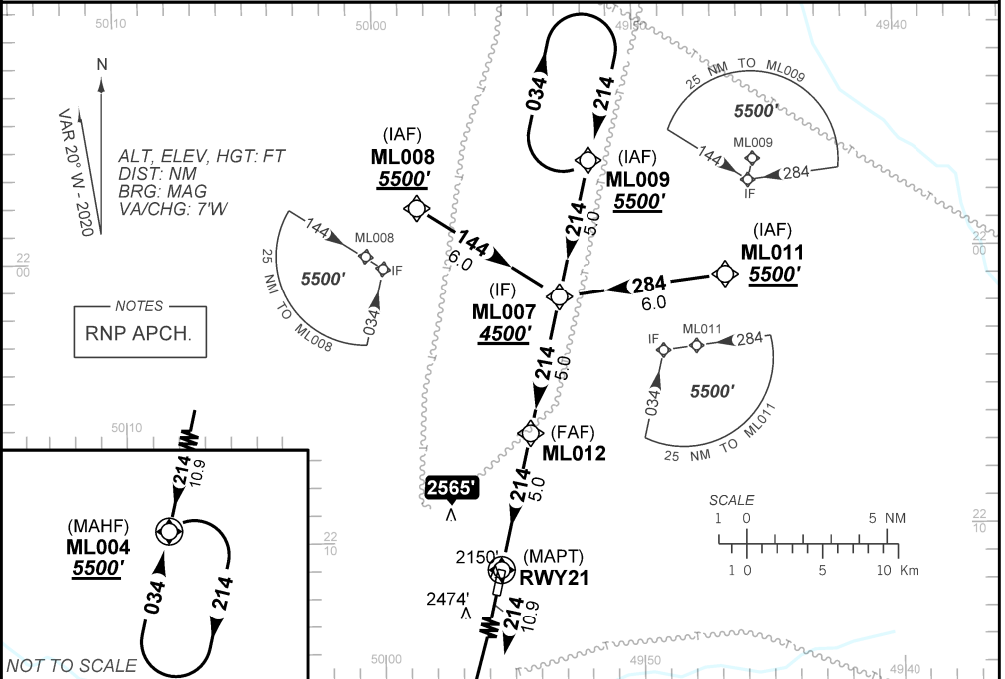 50 10
50 00
49 50
49 40
N
VAR 20° W - 2020
ALT, ELEV, HGT: FT
DIST: NM
BRG: MAG
VA/CHG: 7'W
034
214
25 NM TO ML009
5500'
ML009
144
284
IF
(IAF)
ML008
5500'
(IAF)
ML009
5500'
214
5.0
(IAF)
ML011
5500'
22
00
22
00
144
6.0
284
6.0
144
ML008
IF
5500'
034
25 NM TO ML008
(IF)
ML007
4500'
NOTES
RNP APCH.
IF
ML011
284
5500'
034
25 NM TO ML011
214
5.0
(FAF)
ML012
50 10
214
10.9
2565'
214
5.0
SCALE
1 0 5 NM
1 0 5 10 Km
(MAHF)
ML004
5500'
22
10
22
10
2150'
(MAPT)
RWY21
2474'
214
10.9
034
214
NOT TO SCALE
50 00
49 50
49 40